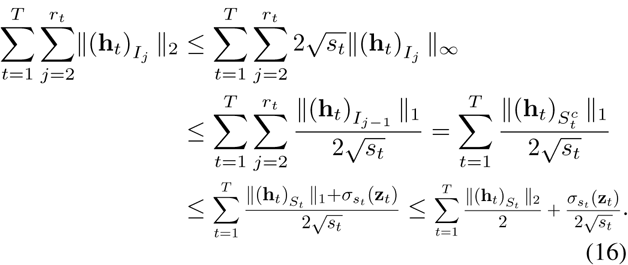 $$\sum_{t=1}^{T}\sum_{j=2}^{r_t}\|(\mathbf{h}_t)_{I_j}\|_2 \leq \sum_{t=1}^{T}\sum_{j=2}^{r_t} 2\sqrt{s_t}\|(\mathbf{h}_t)_{I_j}\|_\infty$$
$$\leq \sum_{t=1}^{T}\sum_{j=2}^{r_t}\frac{\|(\mathbf{h}_t)_{I_{j-1}}\|_1}{2\sqrt{s_t}} = \sum_{t=1}^{T}\frac{\|(\mathbf{h}_t)_{S_t^c}\|_1}{2\sqrt{s_t}}$$
$$\leq \sum_{t=1}^{T}\frac{\|(\mathbf{h}_t)_{S_t}\|_1+\sigma_{s_t}(\mathbf{z}_t)}{2\sqrt{s_t}} \leq \sum_{t=1}^{T}\frac{\|(\mathbf{h}_t)_{S_t}\|_2}{2}+\frac{\sigma_{s_t}(\mathbf{z}_t)}{2\sqrt{s_t}}.$$
(16)